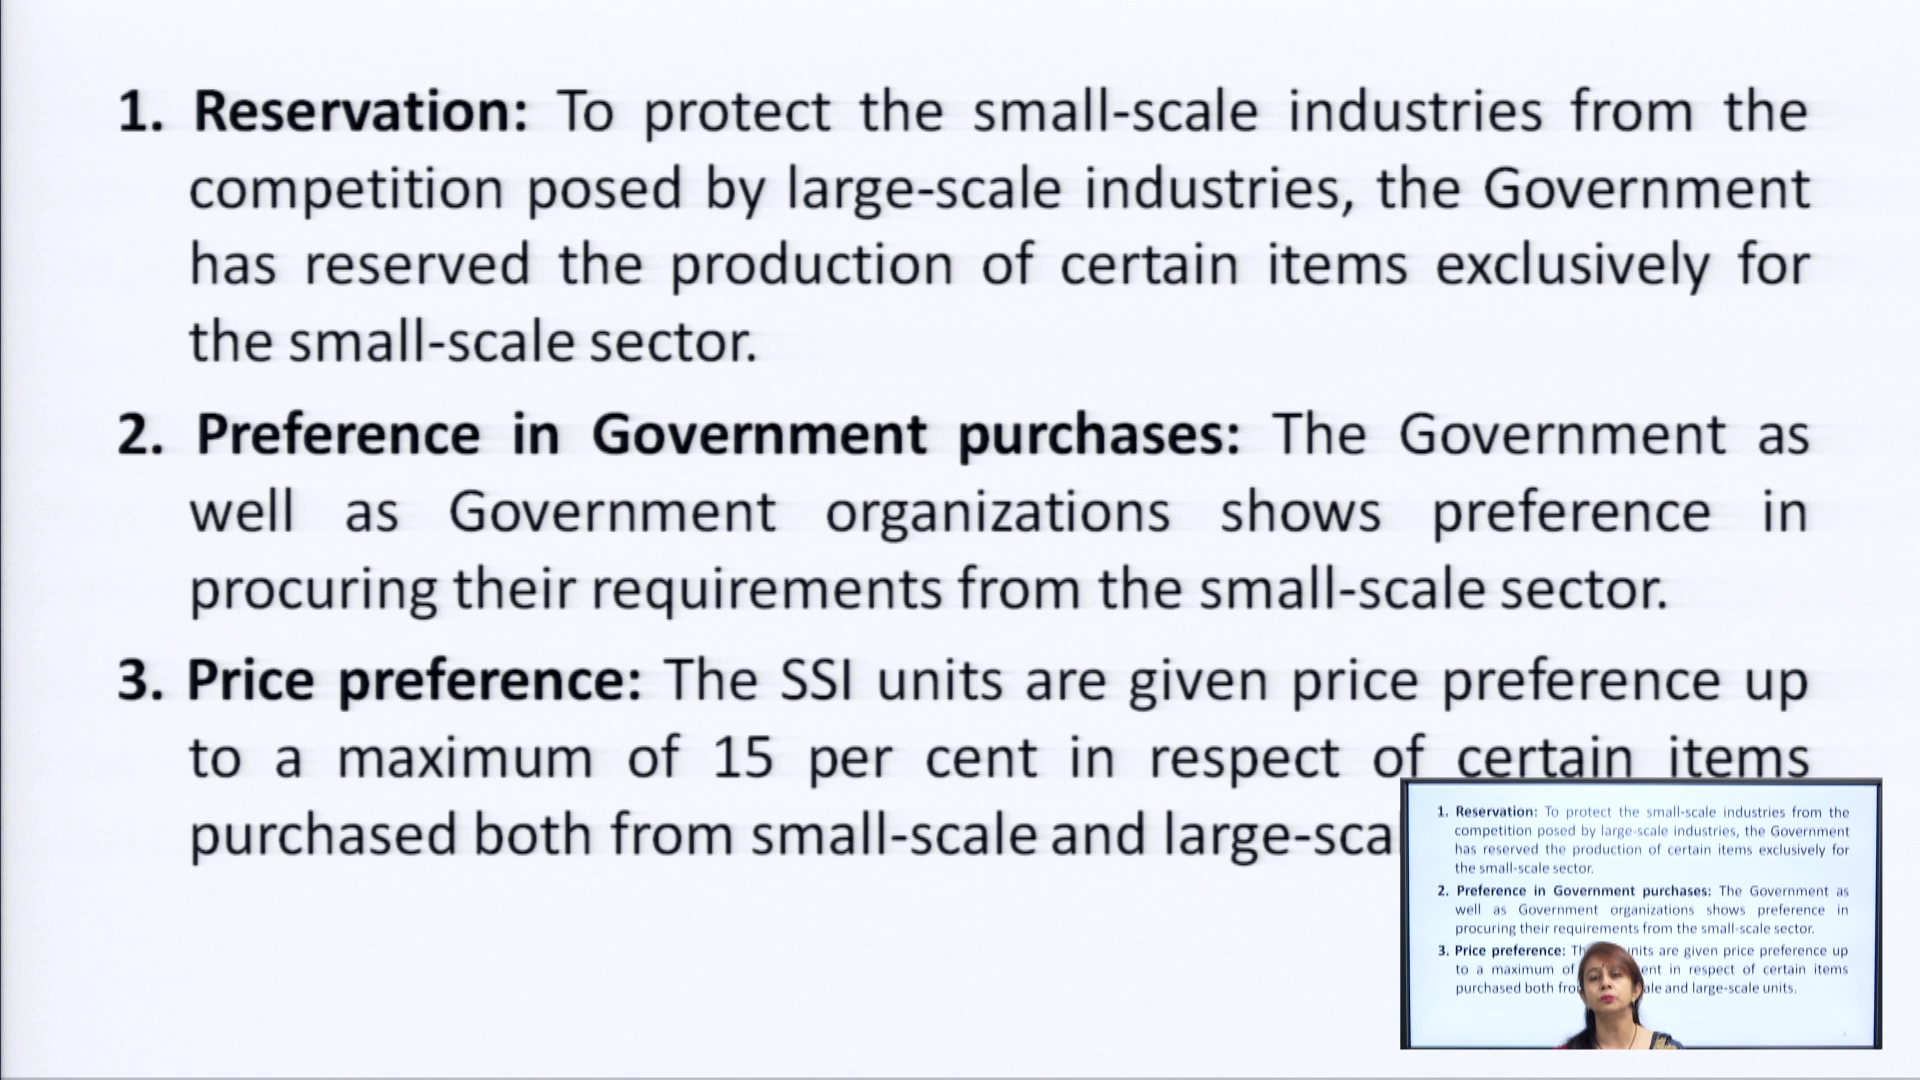 1. Reservation: To protect the small-scale industries from the
competition posed by large-scale industries, the Government
has reserved the production of certain items exclusively for
the small-scale sector.
2. Preference in Government purchases: The Government as
well as Government organizations shows preference in
procuring their requirements from the small-scale sector.
3. Price preference: The SSI units are given price preference up
to a maximum of 15 per cent in respect of certain items
purchased both from small-scale and large-sca
1. Reservation: To protect the small-scale industries from the
competition posed by large-scale industries, the Government
has reserved the production of certain items exclusively for
the small-scale sector.
2. Preference in Government purchases: The Government as
well as Government organizations shows preference in
procuring their requirements from the small-scale sector.
3. Price preference: Th nits are given price preference up
to a maximum of ent in respect of certain items
purchased both fro ale and large-scale units.